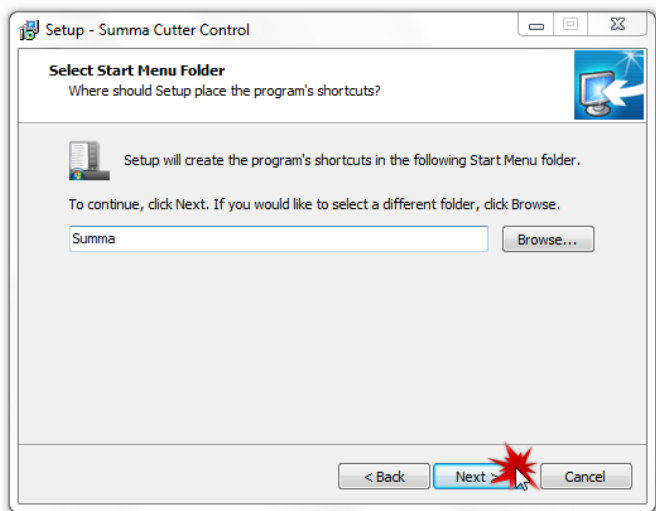 Setup - Summa Cutter Control
Select Start Menu Folder
Where should Setup place the program's shortcuts?
Setup will create the program's shortcuts in the following Start Menu folder.
To continue, click Next. If you would like to select a different folder, click Browse.
Summa
Browse...
< Back
Next >
Cancel